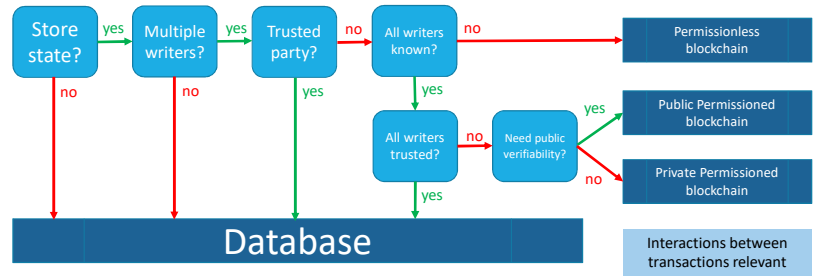 Store
state?
yes
Multiple
writers?
yes
Trusted
party?
no
All writers
known?
no
Permissionless
blockchain
no
no
yes
yes
All writers
trusted?
no
Need public
verifiability?
yes
Public Permissioned
blockchain
no
Private Permissioned
blockchain
yes
Database
Interactions between
transactions relevant